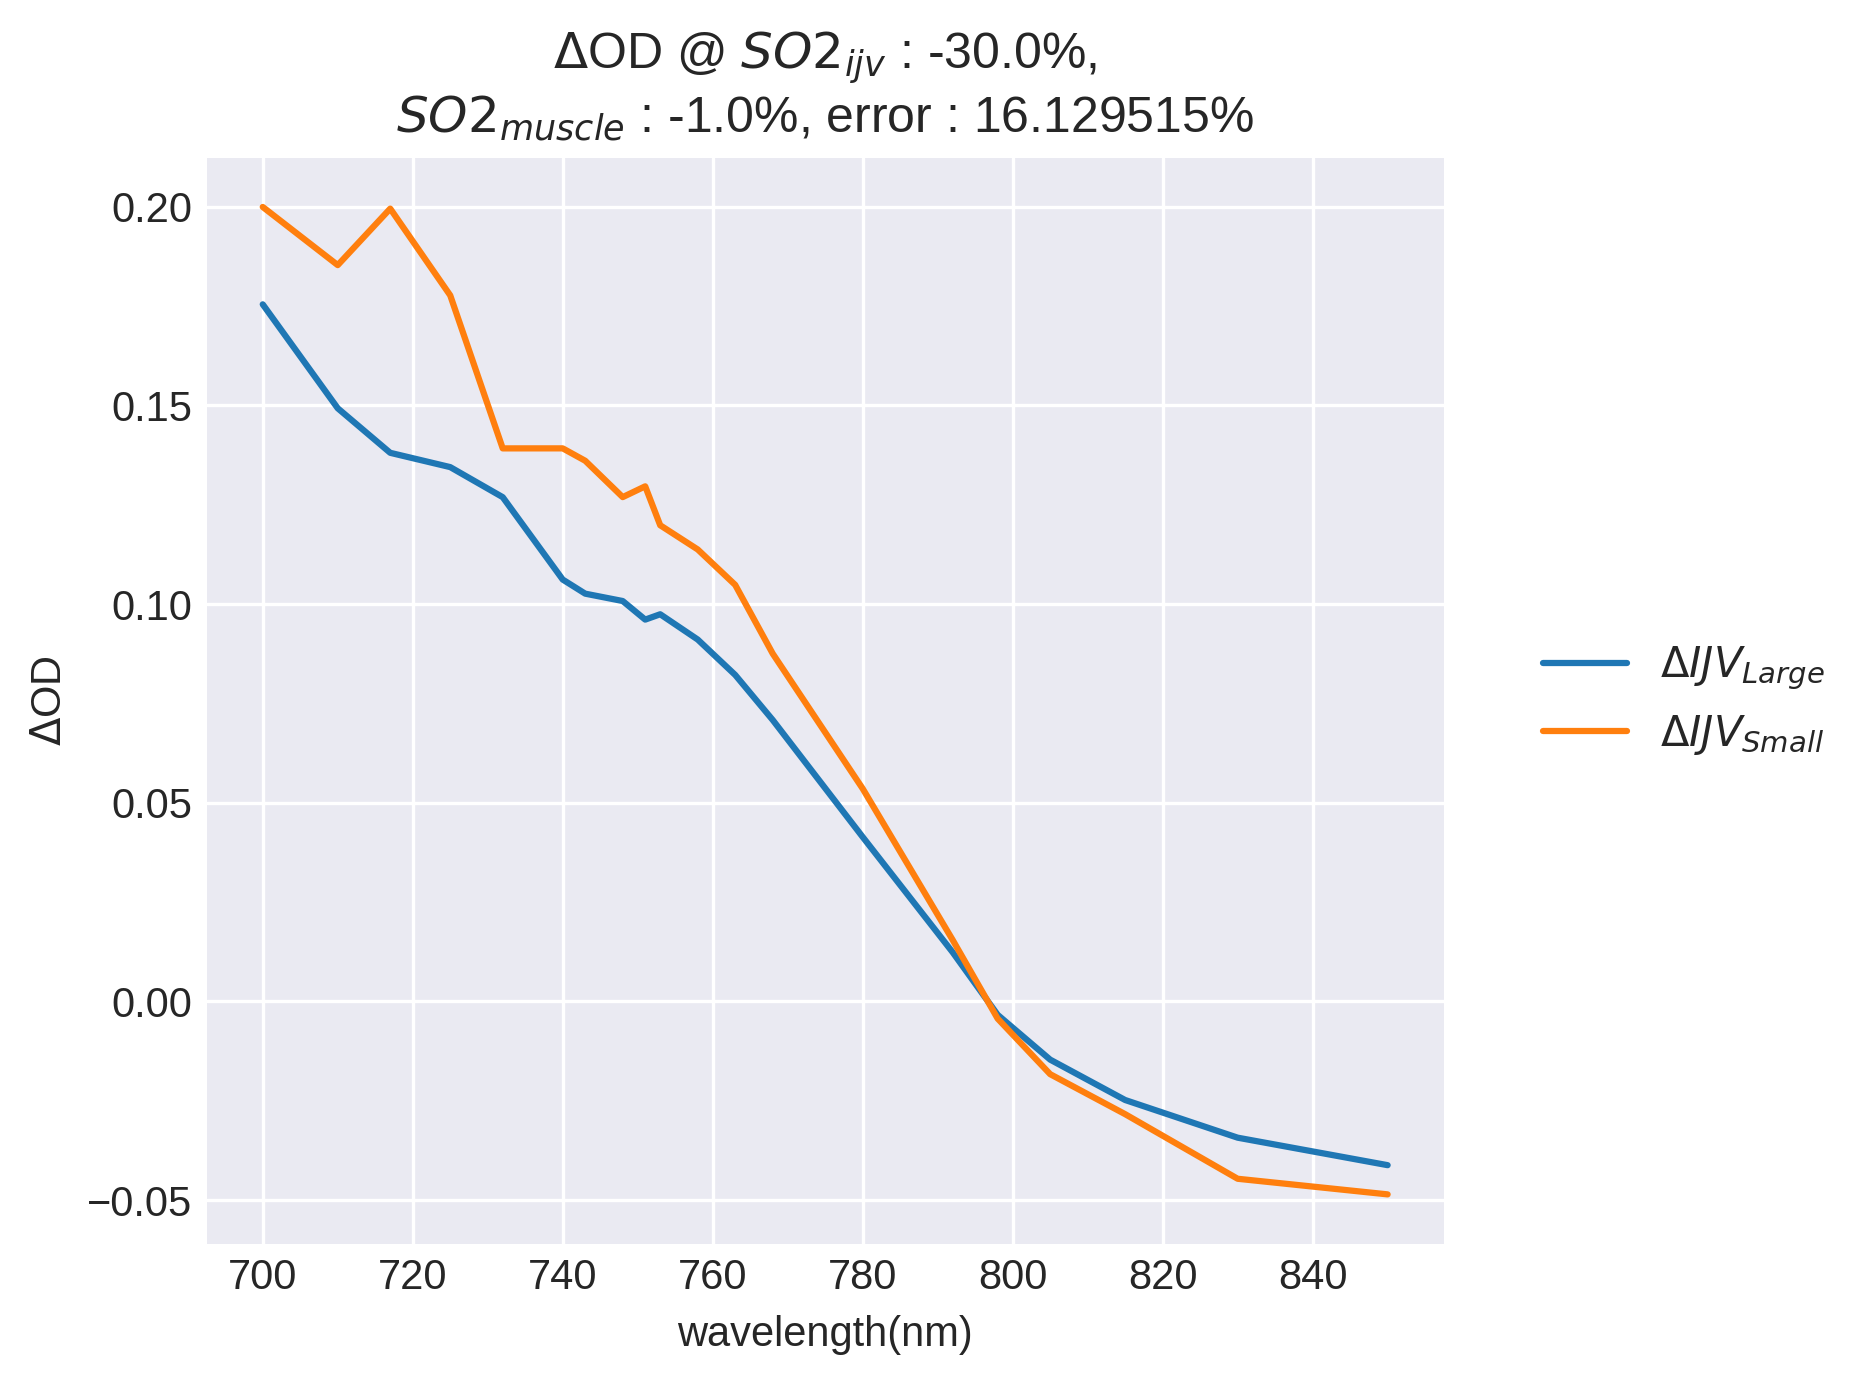 ΔOD @ SO2ijv : -30.0%,
SO2muscle : -1.0%, error : 16.129515%
0.20
0.15
0.10
0.05
0.00
−0.05
ΔOD
700 720 740 760 780 800 820 840
wavelength(nm)
ΔIJVLarge
ΔIJVSmall